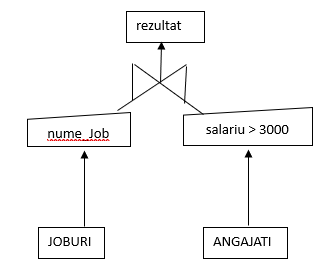 rezultat
nume_Job
salariu > 3000
JOBURI
ANGAJATI